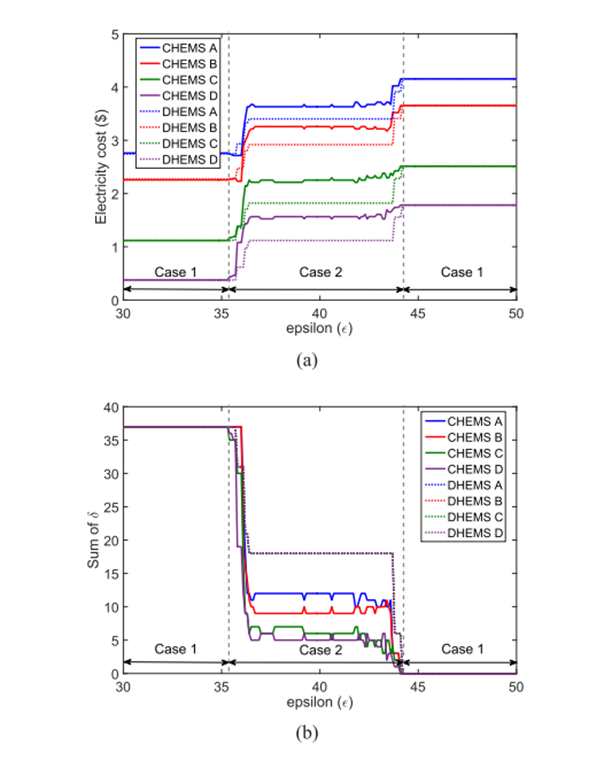 5
4
3
2
1
0
Electricity cost ($)
CHEMS A
CHEMS B
CHEMS C
CHEMS D
DHEMS A
DHEMS B
DHEMS C
DHEMS D
Case 1 Case 2 Case 1
30 35 40 45 50
epsilon (ϵ)
(a)
40
35
30
25
20
15
10
5
0
Sum of δ
CHEMS A
CHEMS B
CHEMS C
CHEMS D
DHEMS A
DHEMS B
DHEMS C
DHEMS D
Case 1 Case 2 Case 1
30 35 40 45 50
epsilon (ϵ)
(b)